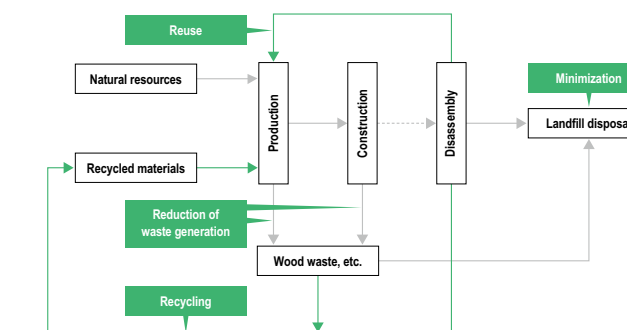 Reuse
Natural resources
Production
Construction
Disassembly
Minimization
Landfill disposa
Recycled materials
Reduction of
waste generation
Wood waste, etc.
Recycling